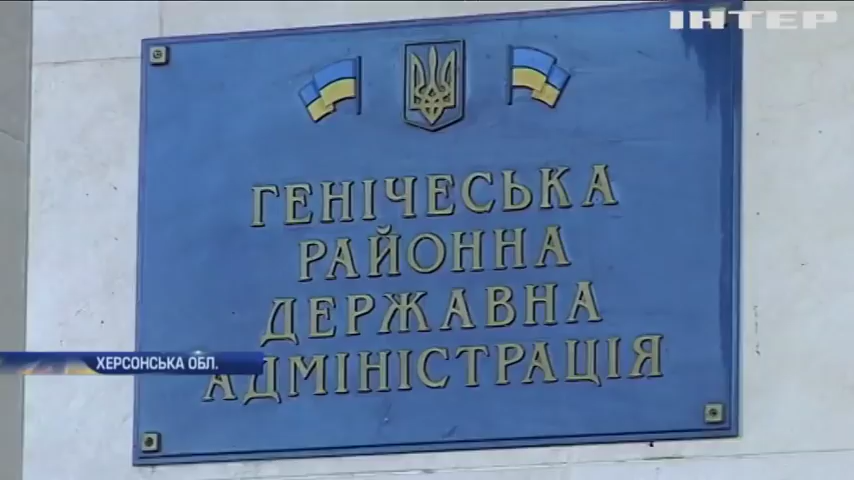 ІНТЕР
ГЕНІЧЕСЬКА
РАЙОННА
ДЕРЖАВНА
ХЕРСОНСЬКА ОБЛ.
АДМІНІСТРАЦІЯ